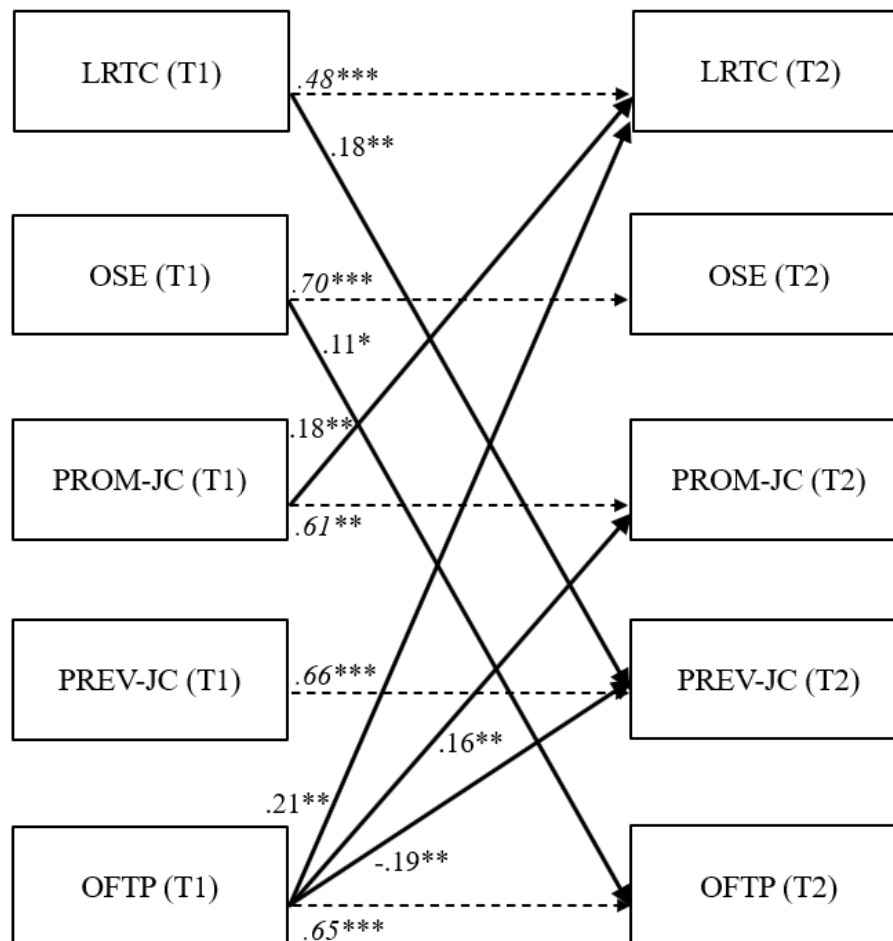 LRTC (T1)
.48***
LRTC (T2)
.18**
OSE (T1)
.70***
OSE (T2)
.11*
.18**
PROM-JC (T1)
PROM-JC (T2)
.61**
PREV-JC (T1)
.66***
PREV-JC (T2)
.16**
.21**
-.19**
OFTP (T1)
OFTP (T2)
.65***